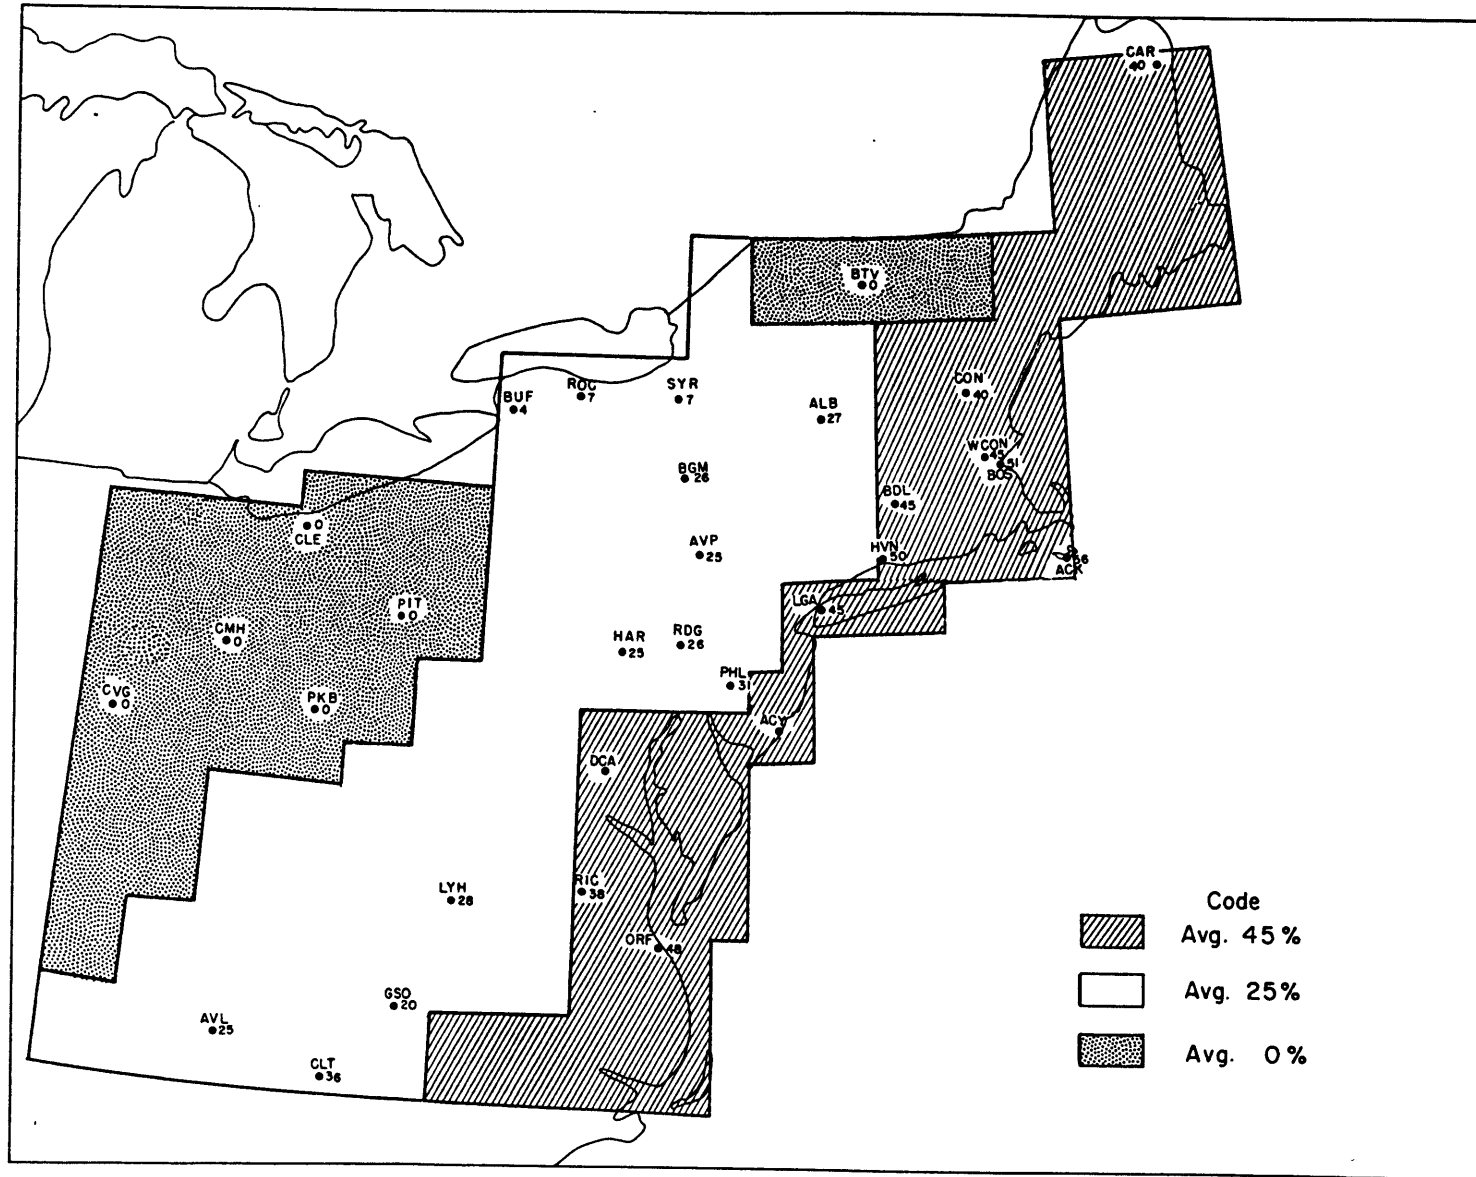 CAR
40
BTV
0
BUF
4
ROC
7
SYR
7
ALB
27
CON
40
WCON
45
51
BOS
BGM
26
BDL
45
AVP
25
HVN
50
56
ACK
0
CLE
PIT
0
CMH
0
LGA
45
HAR
25
RDG
26
PHL
31
CVG
0
PKB
0
ACY
DCA
LYH
28
RIC
38
ORF
48
GSO
20
AVL
25
CLT
36
Code
Avg. 45%
Avg. 25%
Avg. 0%